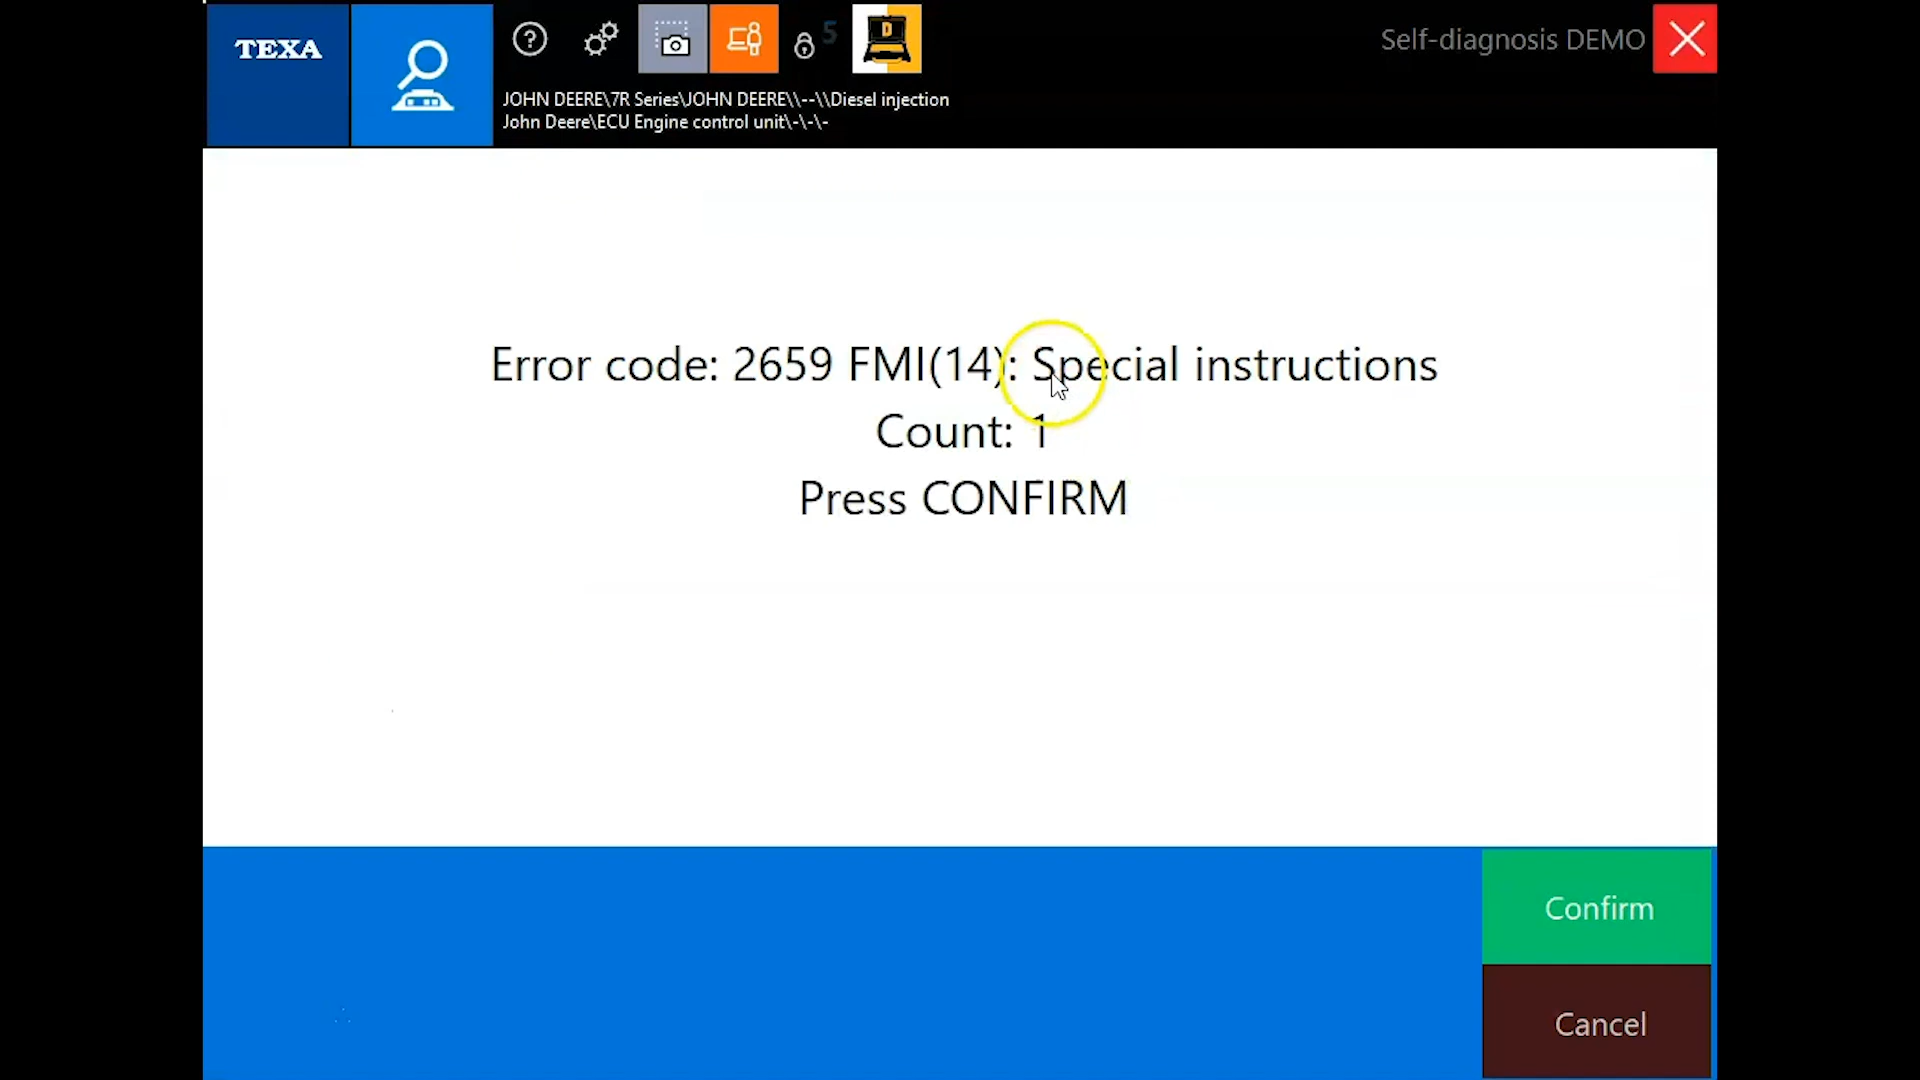 TEXA
5
D
Self-diagnosis DEMO
JOHN DEERE\7R Series\JOHN DEERE\\--\\Diesel injection
John Deere\ECU Engine control unit\-\-\-
Error code: 2659 FMI(14): Special instructions
Count: 1
Press CONFIRM
Confirm
Cancel